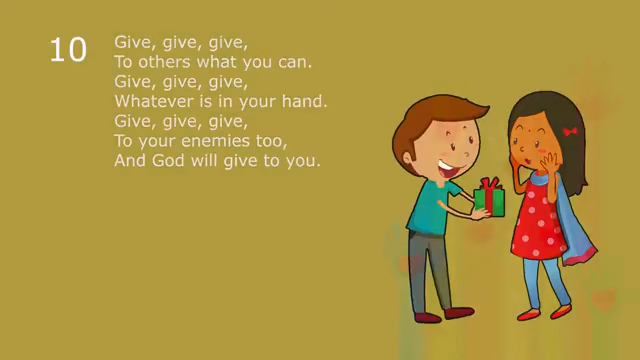 10
Give, give, give,
To others what you can.
Give, give, give,
Whatever is in your hand.
Give, give, give,
To your enemies too,
And God will give to you.